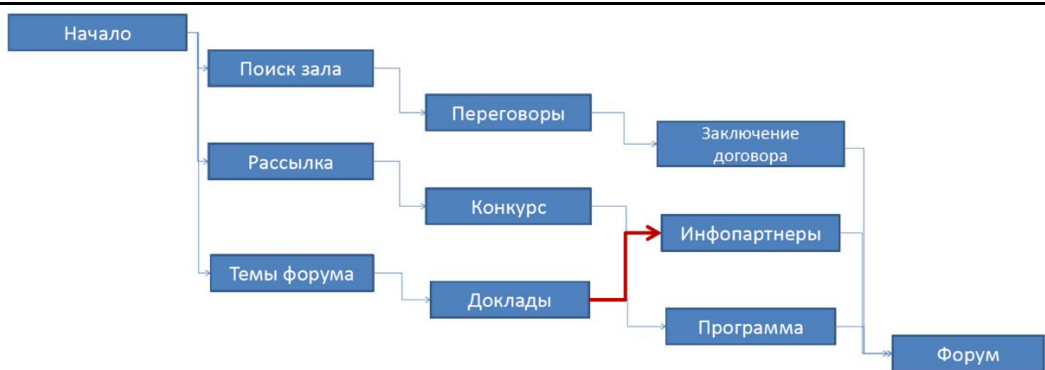 Начало
Поиск зала
Переговоры
Заключение
договора
Рассылка
Конкурс
Инфопартнеры
Темы форума
Доклады
Программа
Форум